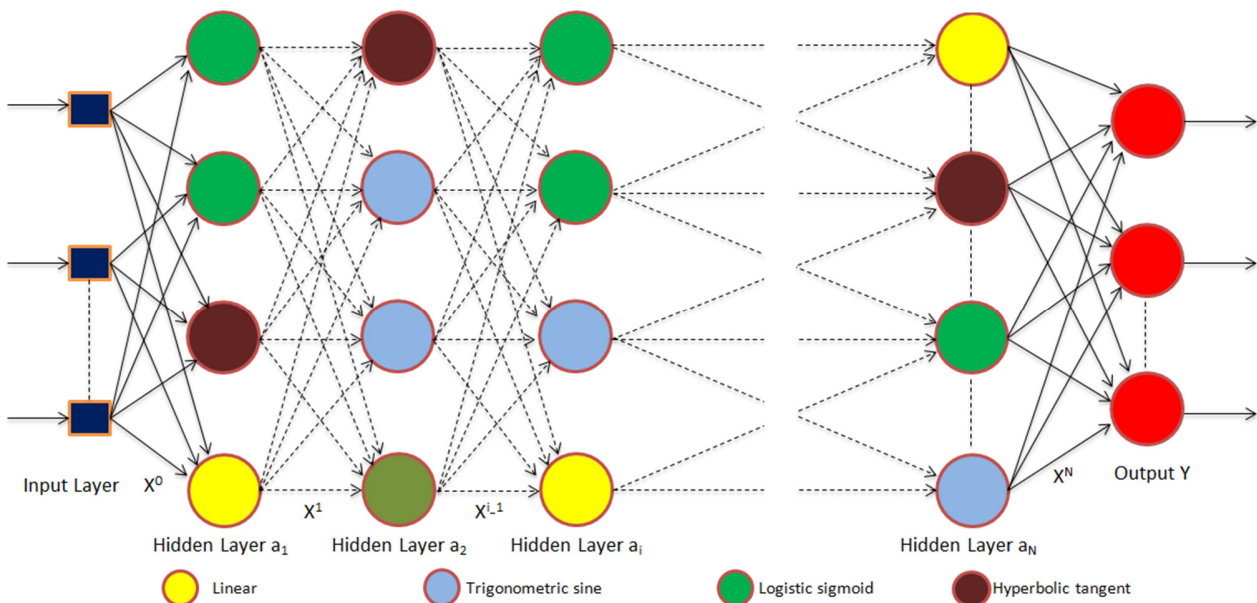 Input Layer
X⁰
X¹
Xⁱ⁻¹
Xᴺ
Output Y
Hidden Layer a₁
Hidden Layer a₂
Hidden Layer aᵢ
Hidden Layer a_N
Linear
Trigonometric sine
Logistic sigmoid
Hyperbolic tangent